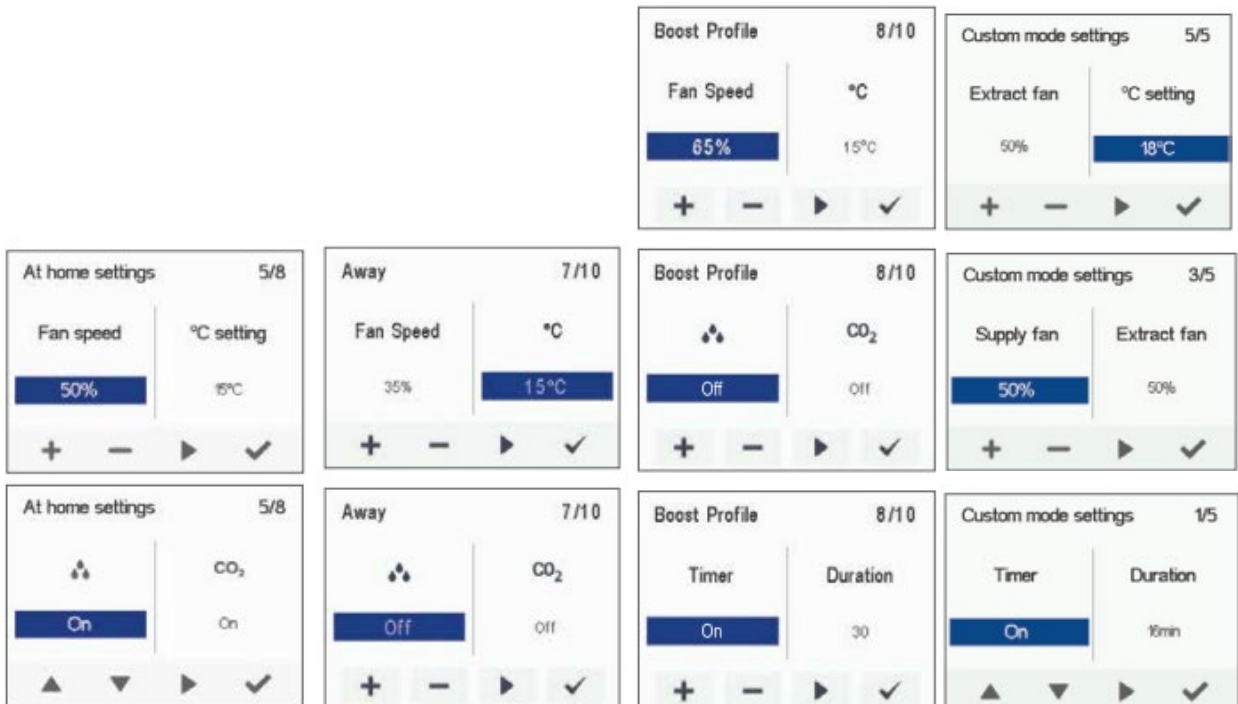 Boost Profile 8/10
Fan Speed °C
65% 15°C
Custom mode settings 5/5
Extract fan °C setting
50% 18°C
At home settings 5/8
Fan speed °C setting
50% 15°C
Away 7/10
Fan Speed °C
35% 15°C
Boost Profile 8/10
CO₂
Off Off
Custom mode settings 3/5
Supply fan Extract fan
50% 50%
At home settings 5/8
CO₂
On On
Away 7/10
CO₂
Off Off
Boost Profile 8/10
Timer Duration
On 30
Custom mode settings 1/5
Timer Duration
On 16min